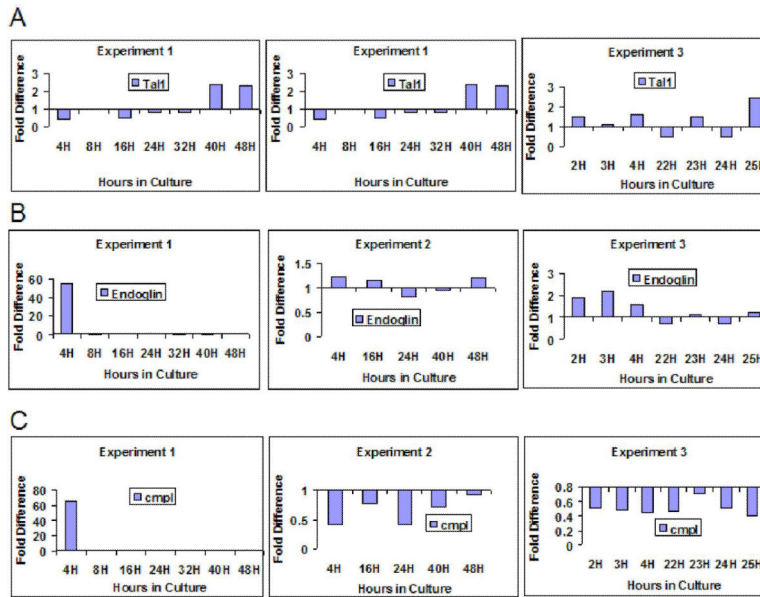 A
Experiment 1
Fold Difference
3
2
1
0
Tal1
4H 8H 16H 24H 32H 40H 48H
Hours in Culture
Experiment 1
Fold Difference
3
2
1
0
Tal1
4H 8H 16H 24H 32H 40H 48H
Hours in Culture
Experiment 3
Fold Difference
3
2
1
0
Tal1
2H 3H 4H 22H 23H 24H 25H
Hours in Culture
B
Experiment 1
Fold Difference
60
40
20
0
Endoglin
4H 8H 16H 24H 32H 40H 48H
Hours in Culture
Experiment 2
Fold Difference
1.5
1
0.5
0
Endoglin
4H 16H 24H 40H 48H
Hours in Culture
Experiment 3
Fold Difference
3
2
1
0
Endoglin
2H 3H 4H 22H 23H 24H 25H
Hours in Culture
C
Experiment 1
Fold Difference
80
60
40
20
0
cmpl
4H 8H 16H 24H 32H 40H 48H
Hours in Culture
Experiment 2
Fold Difference
1
0.5
0
cmpl
4H 16H 24H 40H 48H
Hours in Culture
Experiment 3
Fold Difference
0.8
0.6
0.4
0.2
0
cmpl
2H 3H 4H 22H 23H 24H 25H
Hours in Culture